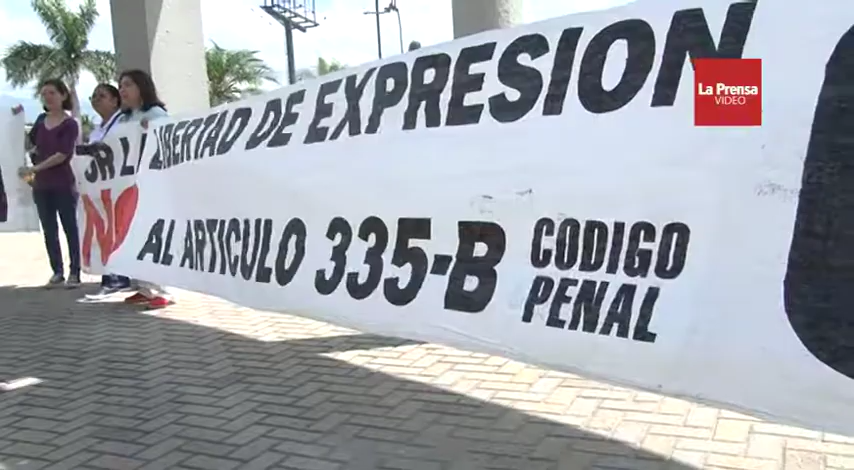 LIBERTAD DE EXPRESION
NO
AL ARTICULO 335-B CODIGO
PENAL
La Prensa
VIDEO